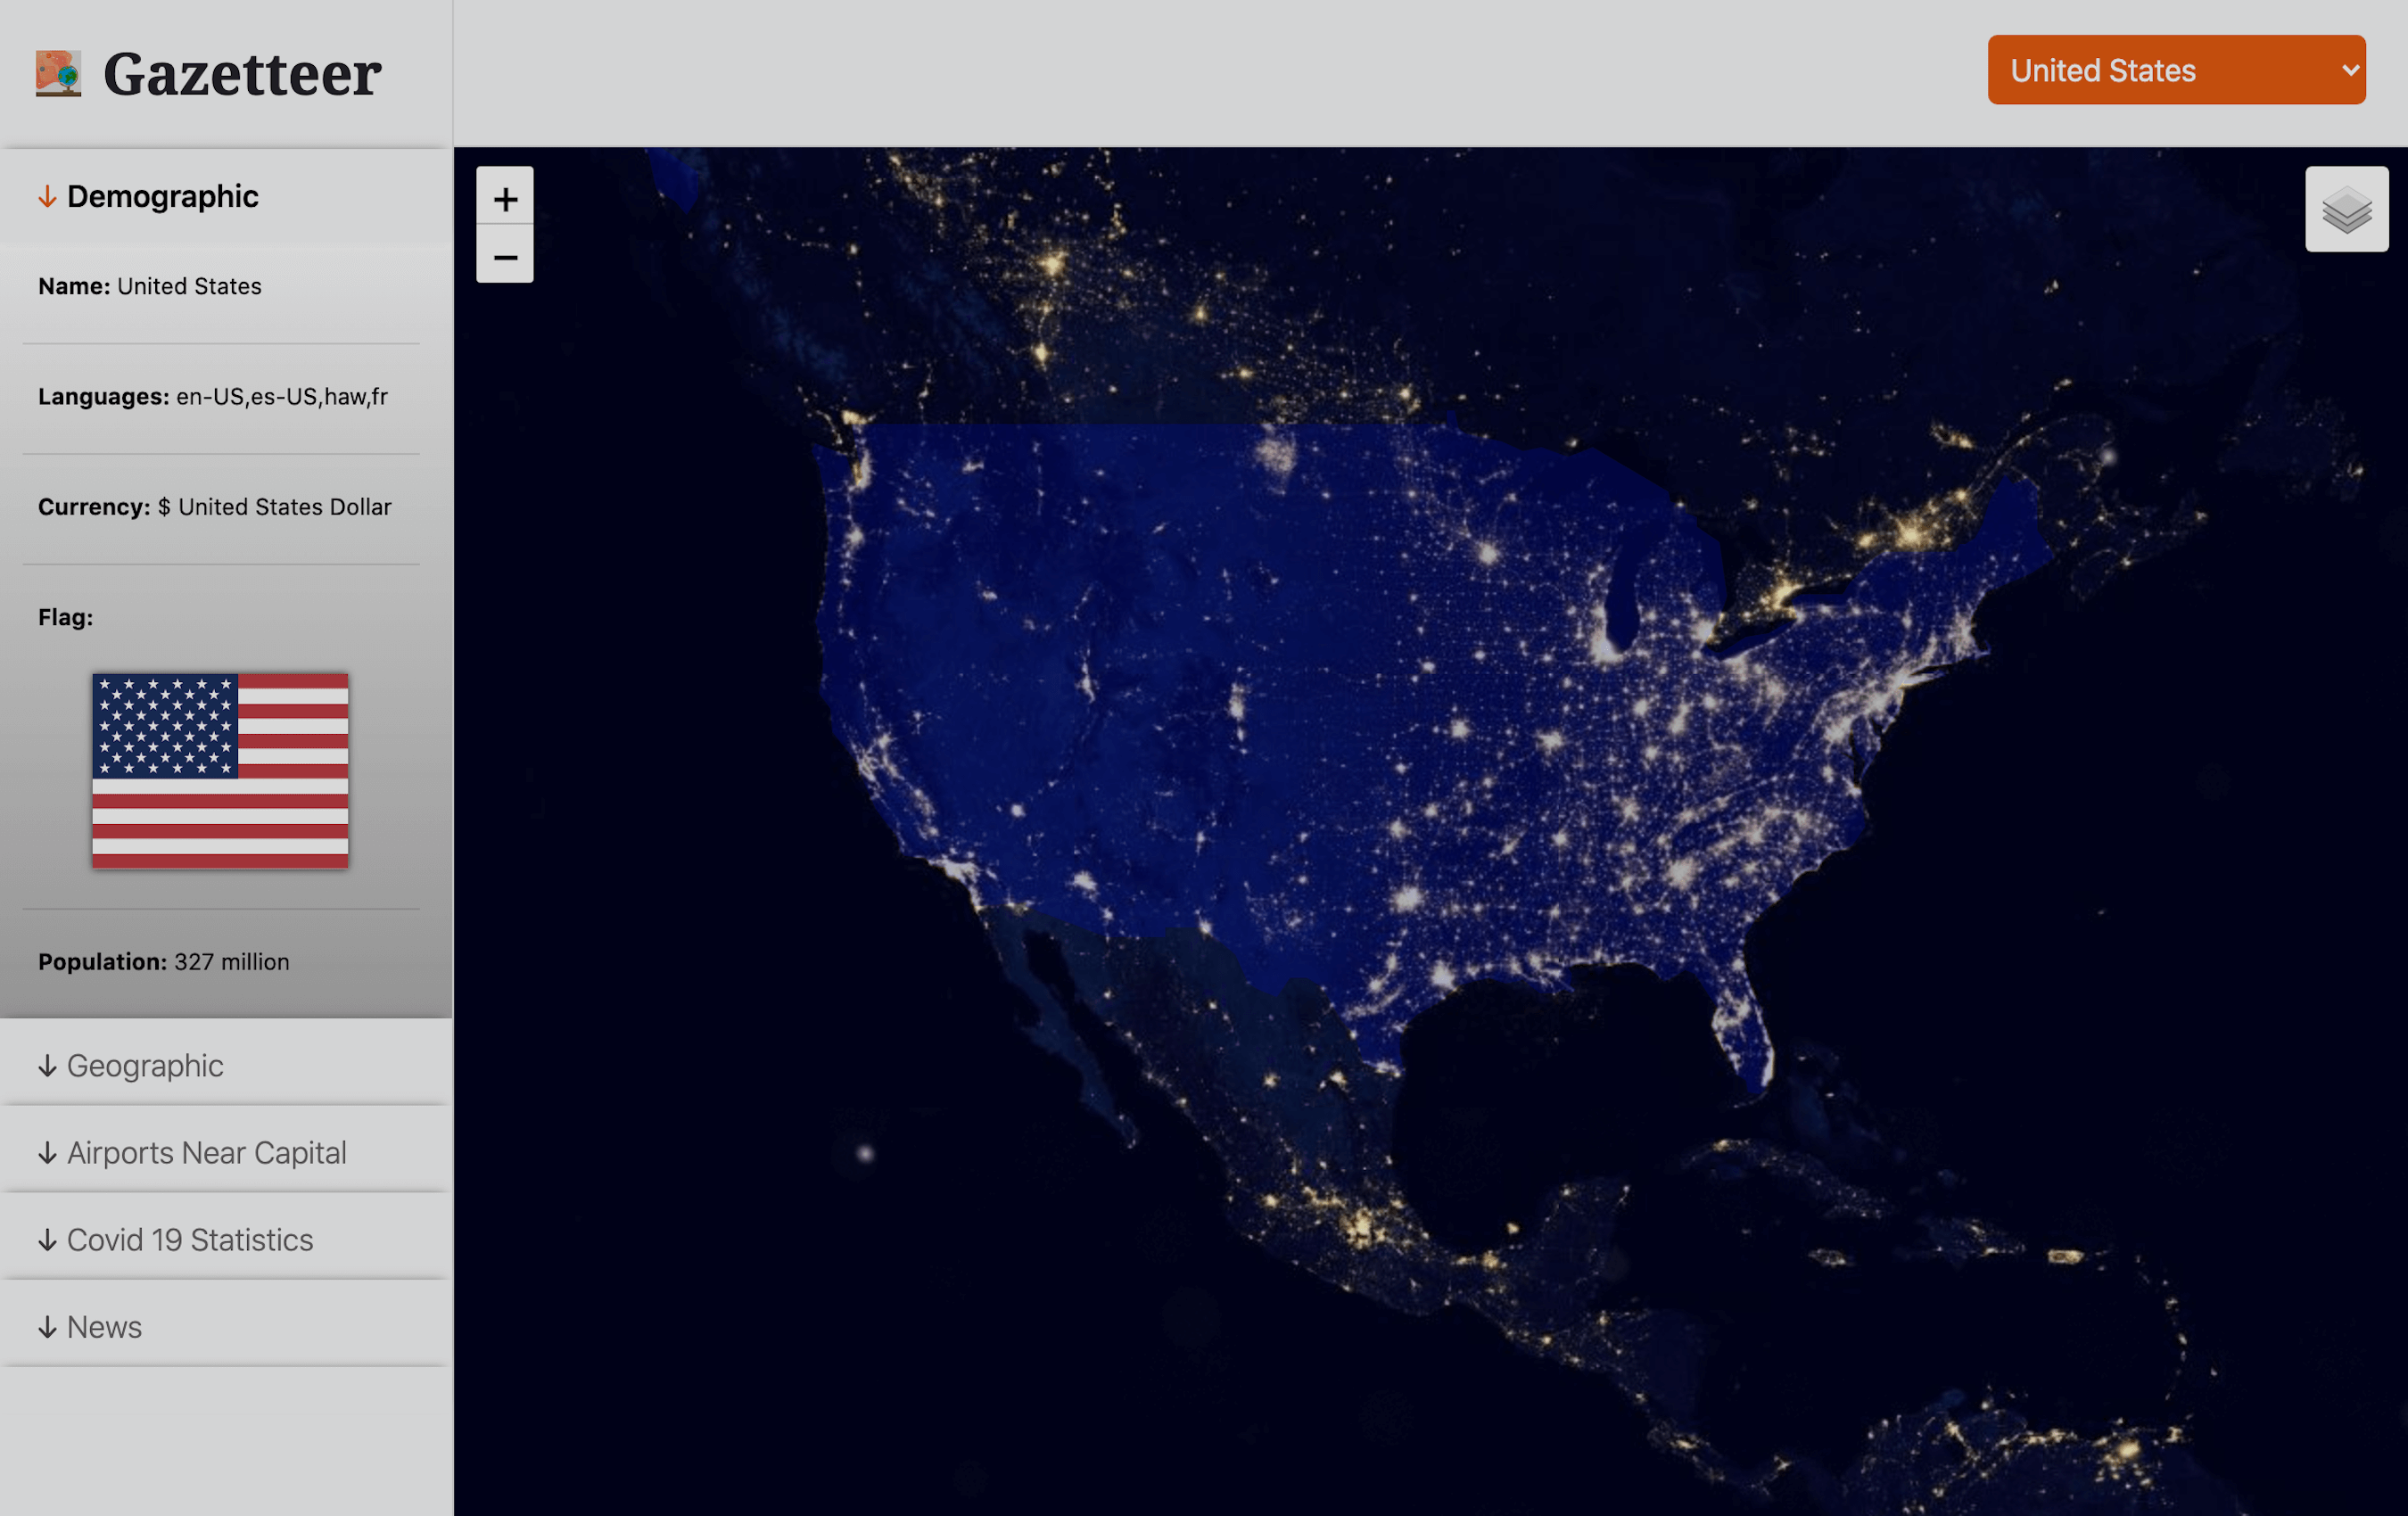 Gazetteer
United States
Demographic
Name: United States
Languages: en-US,es-US,haw,fr
Currency: $ United States Dollar
Flag:
Population: 327 million
Geographic
Airports Near Capital
Covid 19 Statistics
News
+
−